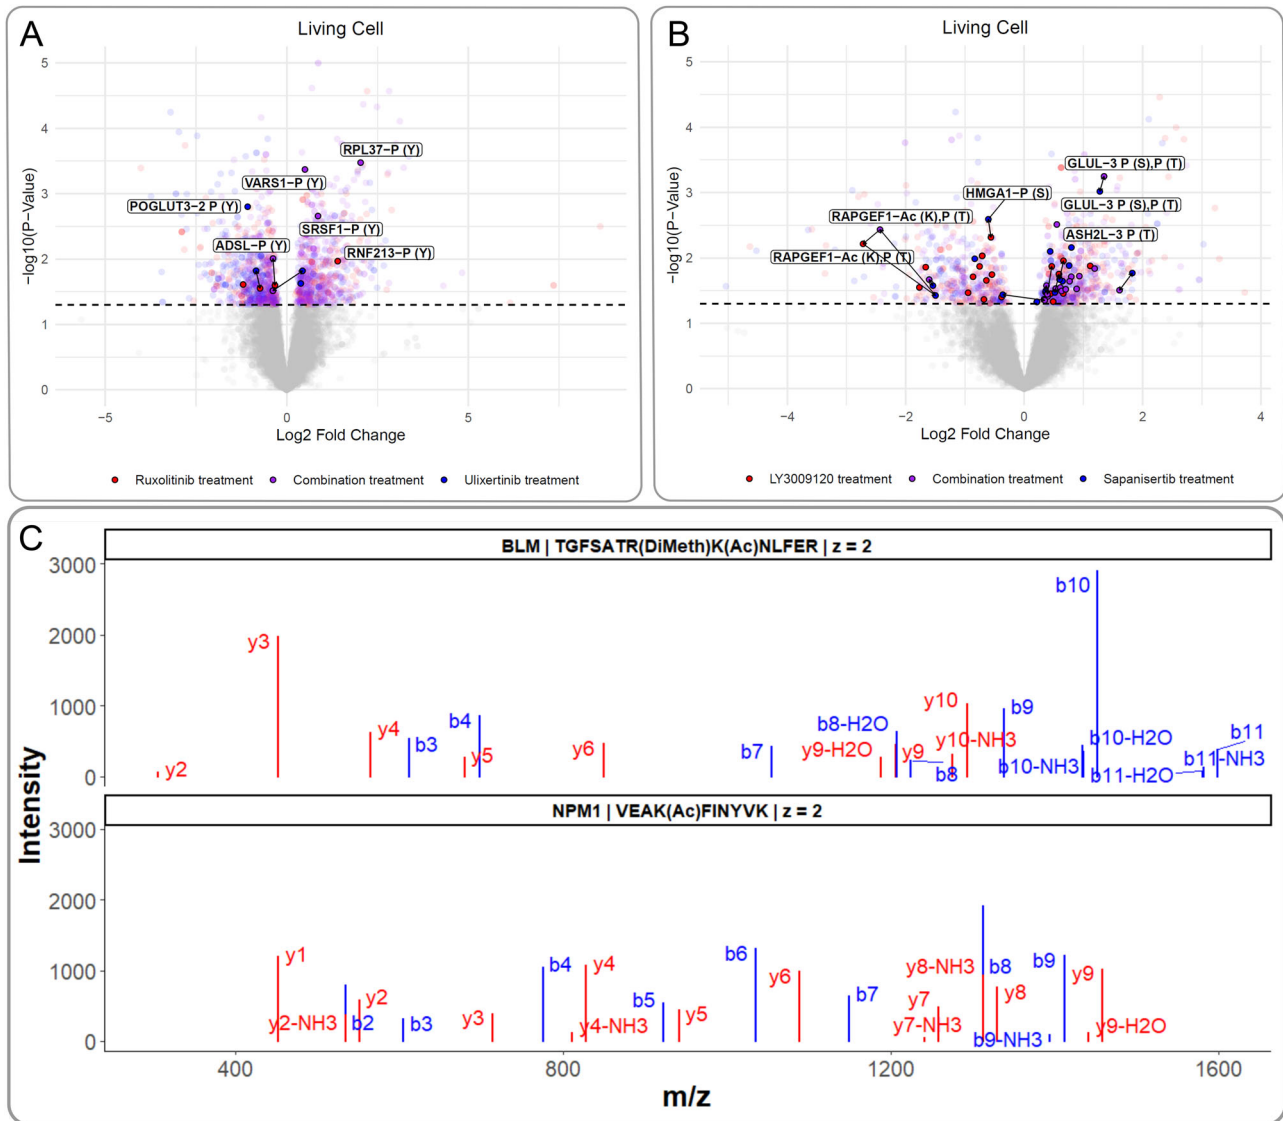 A
Living Cell
5
4
3
2
1
0
−log10(P−Value)
RPL37−P (Y)
VARS1−P (Y)
POGLUT3−2 P (Y)
SRSF1−P (Y)
ADSL−P (Y)
RNF213−P (Y)
−5
0
5
Log2 Fold Change
Ruxolitinib treatment
Combination treatment
Ulixertinib treatment
B
Living Cell
5
4
3
2
1
0
−log10(P−Value)
GLUL−3 P (S),P (T)
HMGA1−P (S)
GLUL−3 P (S),P (T)
RAPGEF1−Ac (K),P (T)
ASH2L−3 P (T)
RAPGEF1−Ac (K),P (T)
−4
−2
0
2
4
Log2 Fold Change
LY3009120 treatment
Combination treatment
Sapanisertib treatment
C
BLM | TGFSATR(DiMeth)K(Ac)NLFER | z = 2
3000
2000
1000
0
y2
y3
y4
b3
b4
y5
y6
b7
b8-H2O
y9-H2O
y9
b8
y10
y10-NH3
b9
b10
b10-NH3
b10-H2O
b11-H2O
b11
b11-NH3
NPM1 | VEAK(Ac)FINYVK | z = 2
3000
2000
1000
0
y1
y2-NH3
b2
y2
b3
y3
b4
y4
y4-NH3
b5
y5
b6
y6
b7
y7
y7-NH3
y8-NH3
b8
y8
b9
b9-NH3
y9
y9-H2O
Intensity
400
800
1200
1600
m/z